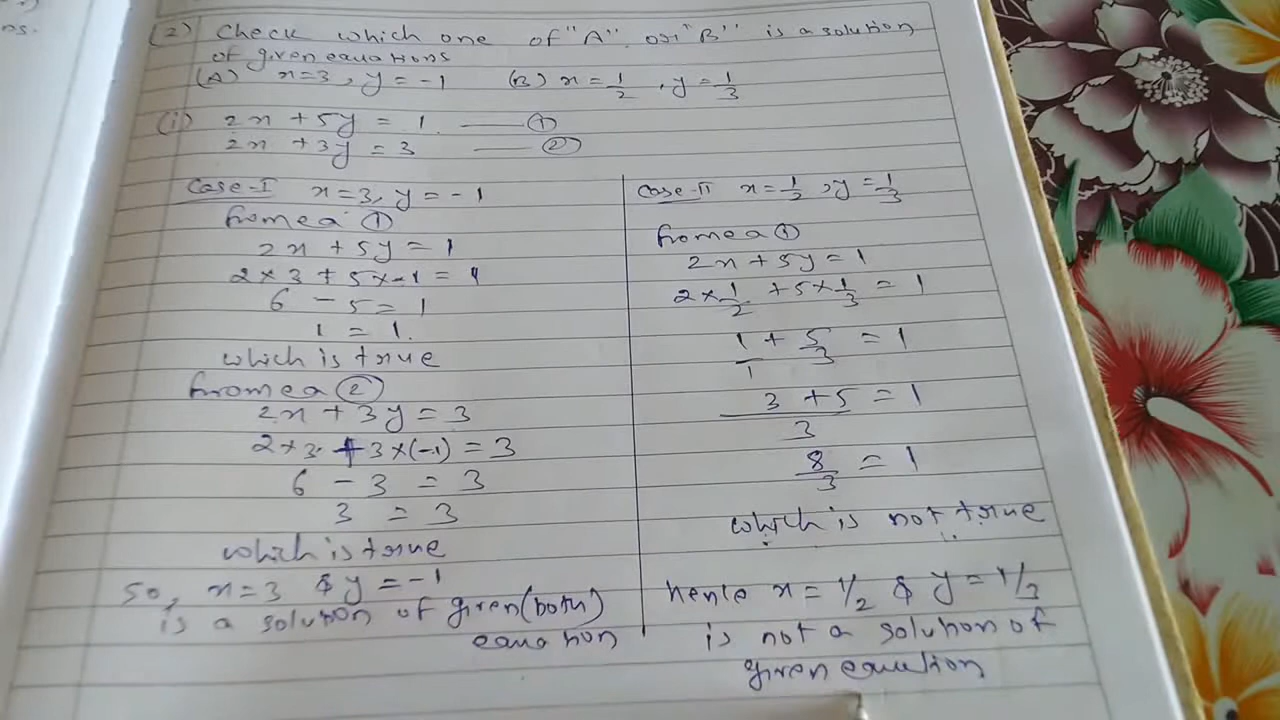 ns.
(2) Check which one of "A" or "B" is a solution
of given equations
(A) x=3, y=-1 (B) x=1/2, y=1/3
(i) 2x + 5y = 1. —— ①
2x + 3y = 3 —— ②
Case-I x=3, y=-1
from eq ①
2x + 5y = 1
2×3 + 5×-1 = 1
6 - 5 = 1
1 = 1.
which is true
from eq ②
2x + 3y = 3
2×3. + 3×(-1) = 3
6 - 3 = 3
3 = 3
which is true
So, x=3 & y=-1
is a solution of given (both)
equation
Case-II x=1/2, y=1/3
from eq ①
2x + 5y = 1
2×1/2 + 5×1/3 = 1
1/1 + 5/3 = 1
3+5/3 = 1
8/3 = 1
which is not true
hence x=1/2 & y=1/3
is not a solution of
given equation